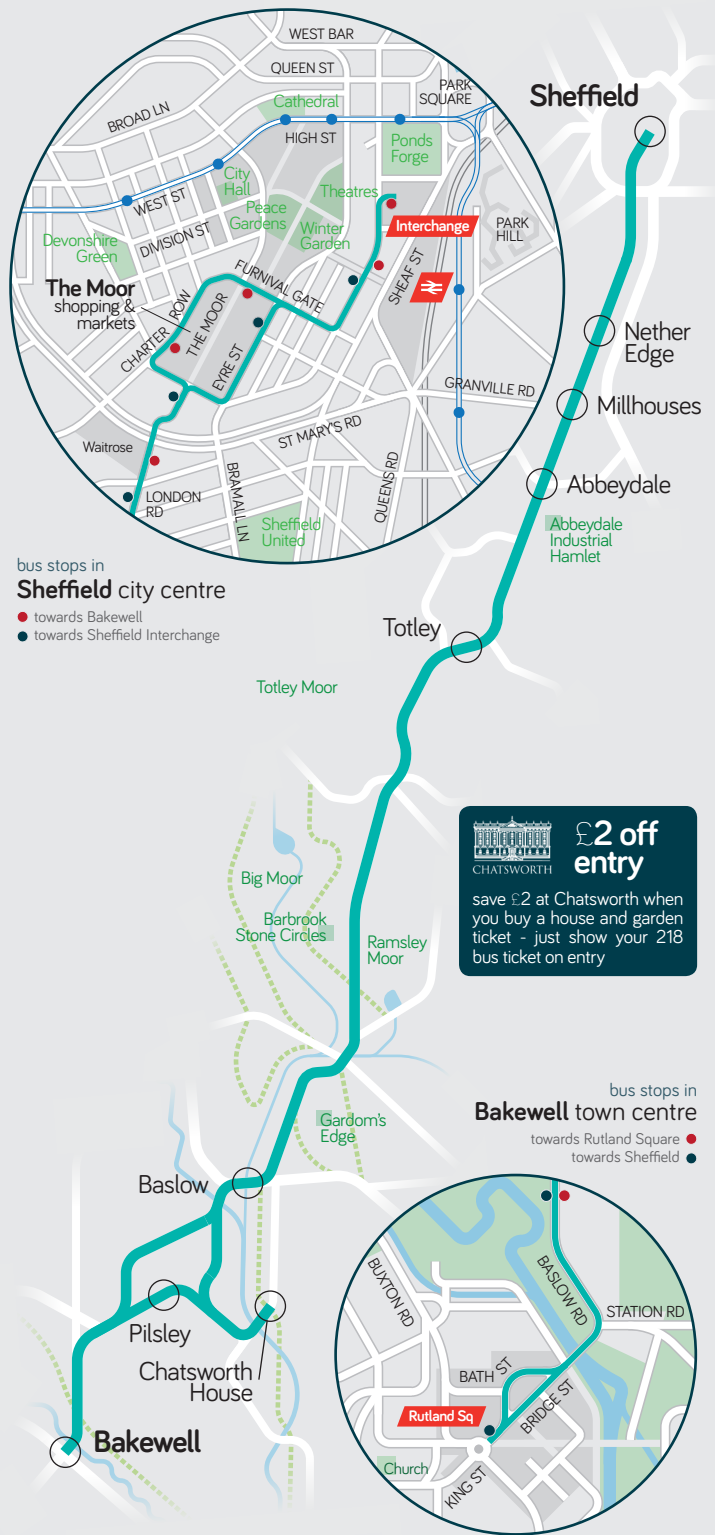 WEST BAR
QUEEN ST
PARK
SQUARE
BROAD LN
Cathedral
HIGH ST
Ponds
Forge
City
Hall
WEST ST
Theatres
Peace
Gardens
Winter
Garden
Interchange
PARK
HILL
Devonshire
Green
DIVISION ST
SHEAF ST
The Moor
shopping &
markets
FURNIVAL GATE
CHARTER ROW
THE MOOR
EYRE ST
GRANVILLE RD
ST MARY'S RD
Waitrose
LONDON
RD
BRAMALL LN
QUEENS RD
Sheffield
United
bus stops in
Sheffield city centre
towards Bakewell
towards Sheffield Interchange
Sheffield
Nether
Edge
Millhouses
Abbeydale
Abbeydale
Industrial
Hamlet
Totley
Totley Moor
Big Moor
Barbrook
Stone Circles
Ramsley
Moor
CHATSWORTH
£2 off
entry
save £2 at Chatsworth when
you buy a house and garden
ticket - just show your 218
bus ticket on entry
Gardom's
Edge
Baslow
Pilsley
Chatsworth
House
Bakewell
bus stops in
Bakewell town centre
towards Rutland Square
towards Sheffield
BUXTON RD
BASLOW RD
STATION RD
BATH ST
BRIDGE ST
Rutland Sq
Church
KING ST